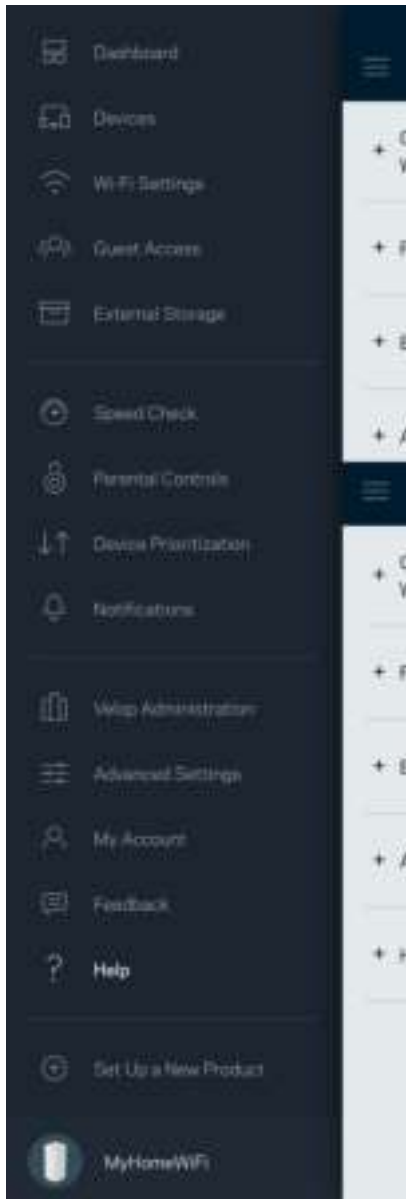 Dashboard
Devices
Wi-Fi Settings
Guest Access
External Storage
Speed Check
Parental Controls
Device Prioritization
Notifications
Velop Administration
Advanced Settings
My Account
Feedback
? Help
Set Up a New Product
MyHomeWiFi